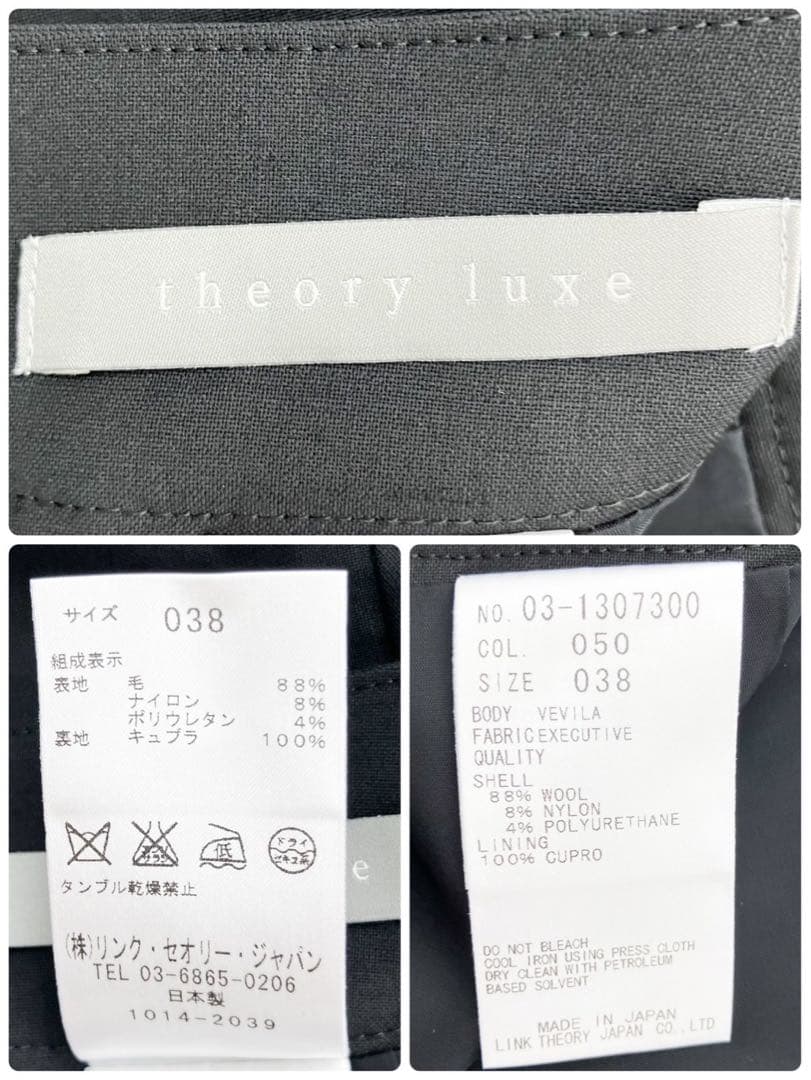 theory luxe
サイズ 038
組成表示
表地 毛 88%
ナイロン 8%
ポリウレタン 4%
裏地 キュプラ 100%
低
ドライ
セキユ系
タンブル乾燥禁止
(株)リンク・セオリー・ジャパン
TEL 03-6865-0206
日本製
1014-2039
e
NO. 03-1307300
COL. 050
SIZE 038
BODY VEVILA
FABRIC EXECUTIVE
QUALITY
SHELL
88% WOOL
8% NYLON
4% POLYURETHANE
LINING
100% CUPRO
DO NOT BLEACH
COOL IRON USING PRESS CLOTH
DRY CLEAN WITH PETROLEUM
BASED SOLVENT
MADE IN JAPAN
LINK THEORY JAPAN CO.,LTD